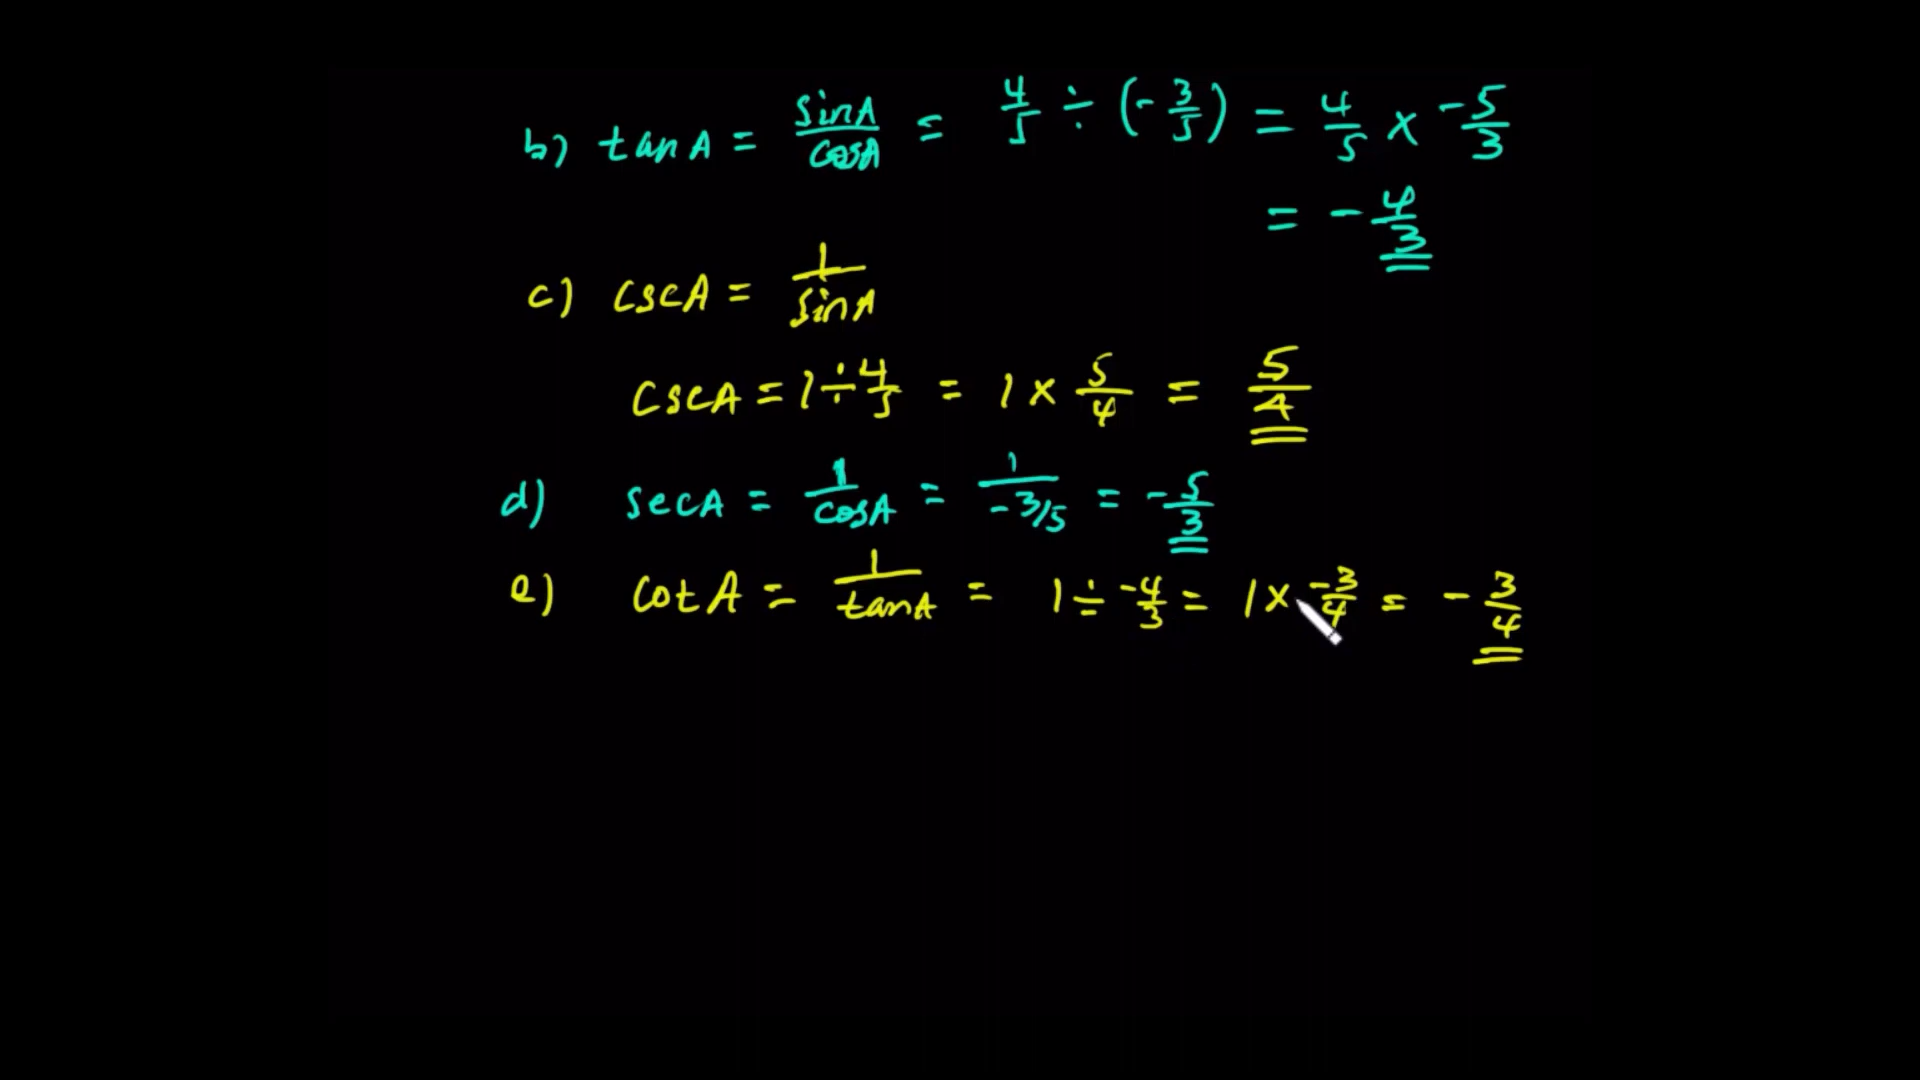 b) tanA = sinA/cosA = 4/5 ÷ (-3/5) = 4/5 × -5/3
= -4/3
c) cscA = 1/sinA
cscA = 1 ÷ 4/5 = 1 × 5/4 = 5/4
d) secA = 1/cosA = 1/-3/5 = -5/3
e) cotA = 1/tanA = 1 ÷ -4/3 = 1 × -3/4 = -3/4